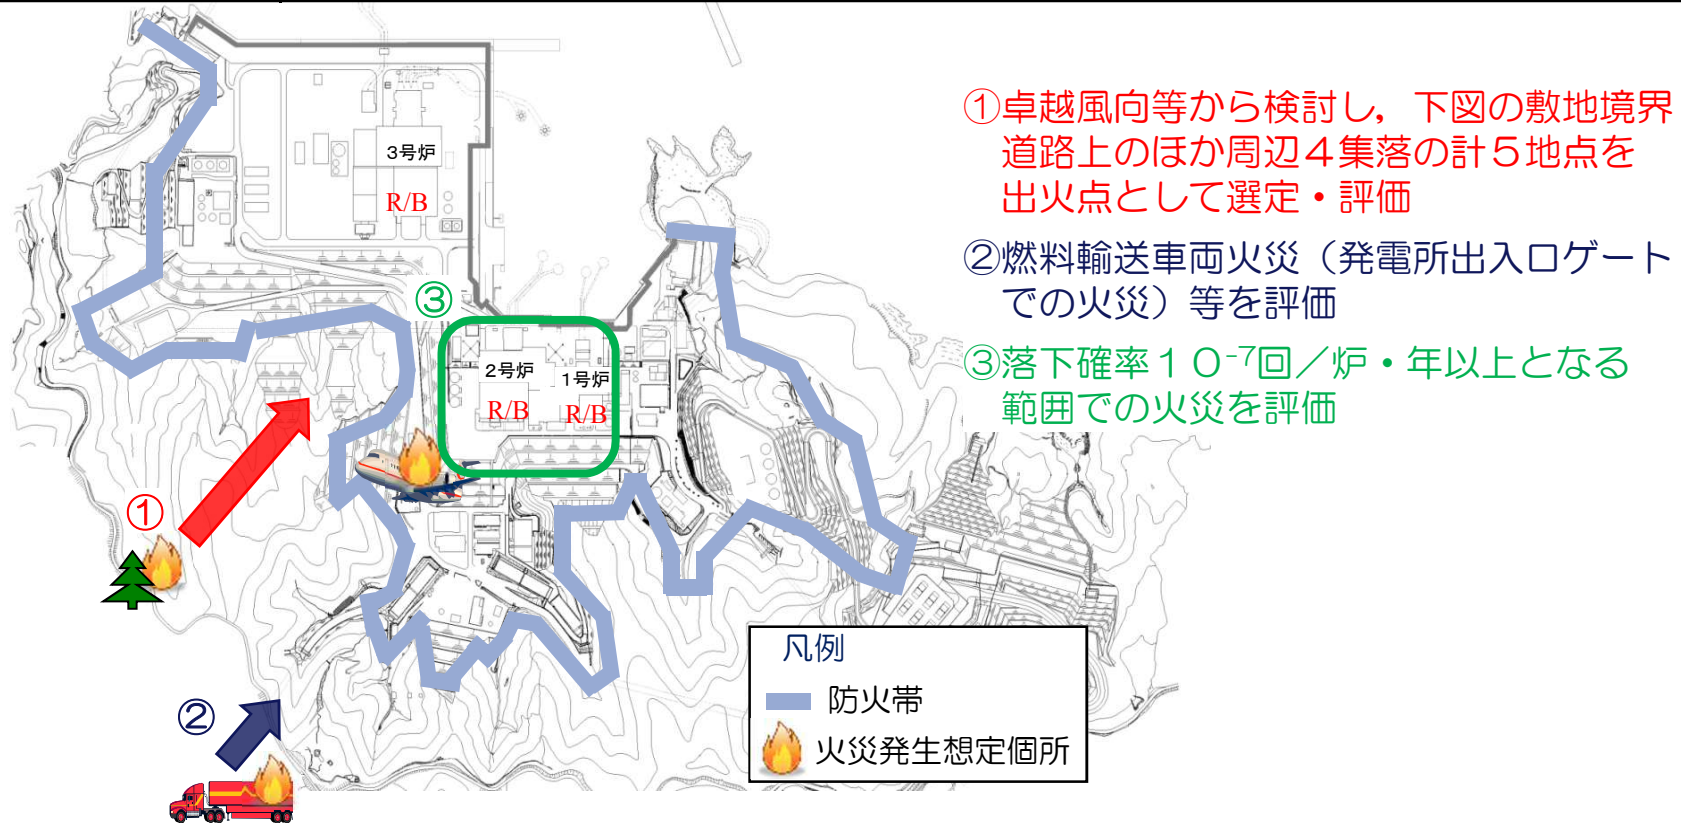 ①卓越風向等から検討し，下図の敷地境界
道路上のほか周辺４集落の計５地点を
出火点として選定・評価
②燃料輸送車両火災（発電所出入口ゲート
での火災）等を評価
③落下確率１０⁻⁷回／炉・年以上となる
範囲での火災を評価
3号炉
R/B
③
2号炉
1号炉
R/B
R/B
①
②
凡例
防火帯
火災発生想定個所